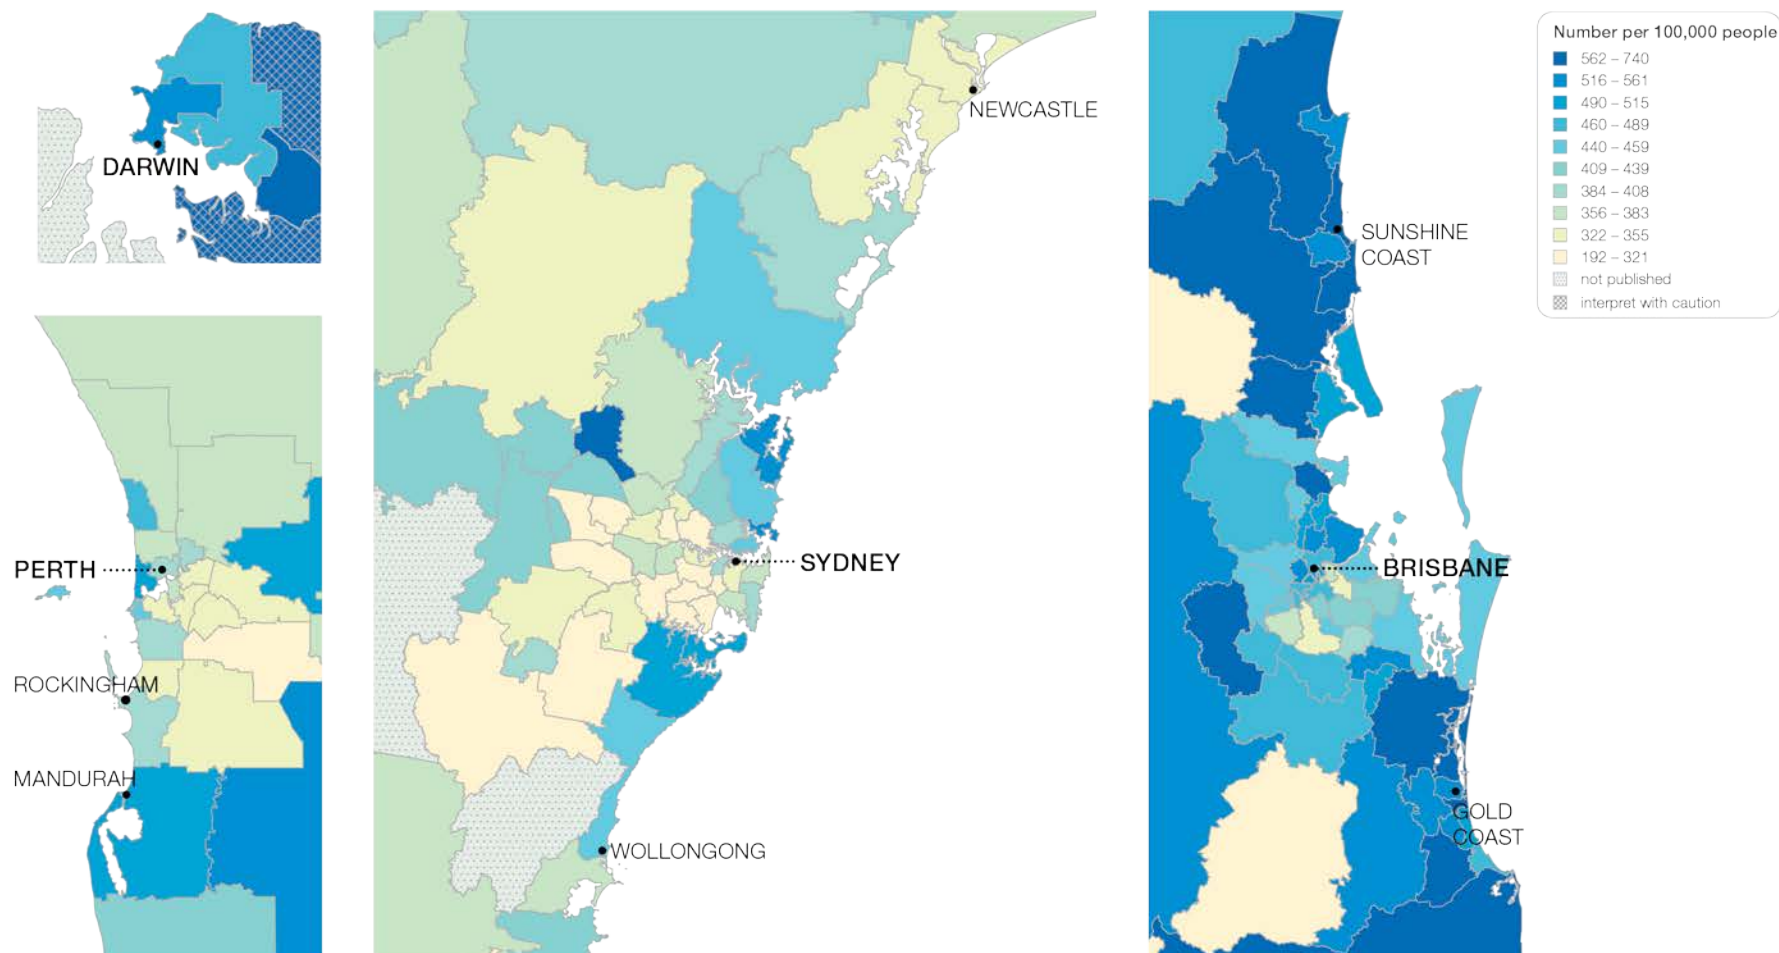 DARWIN
PERTH
ROCKINGHAM
MANDURAH
NEWCASTLE
SYDNEY
WOLLONGONG
SUNSHINE
COAST
BRISBANE
GOLD
COAST
Number per 100,000 people
562 – 740
516 – 561
490 – 515
460 – 489
440 – 459
409 – 439
384 – 408
356 – 383
322 – 355
192 – 321
not published
interpret with caution